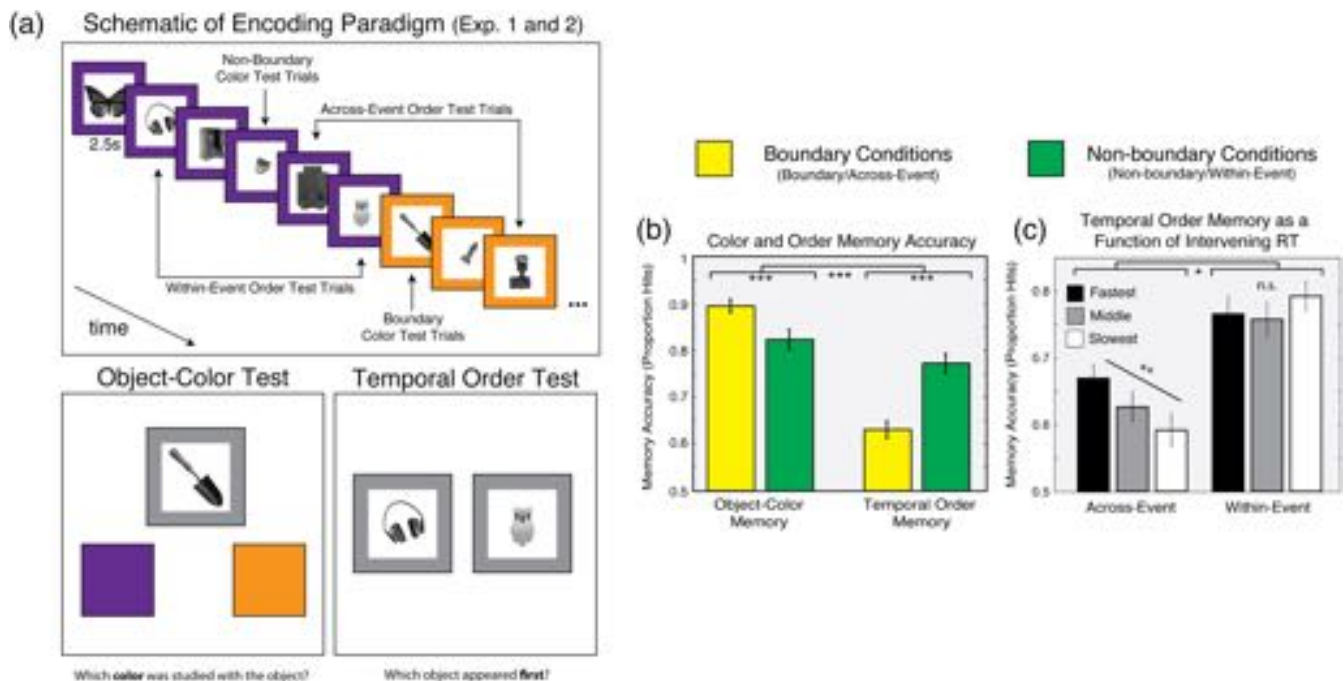 (a)
Schematic of Encoding Paradigm (Exp. 1 and 2)
Non-Boundary
Color Test Trials
Across-Event Order Test Trials
2.5s
Within-Event Order Test Trials
Boundary
Color Test Trials
time
...
Object-Color Test
Which color was studied with the object?
Temporal Order Test
Which object appeared first?
Boundary Conditions
(Boundary/Across-Event)
Non-boundary Conditions
(Non-boundary/Within-Event)
(b)
Color and Order Memory Accuracy
Memory Accuracy (Proportion Hits)
1
0.9
0.8
0.7
0.6
0.5
***
***
***
Object-Color
Memory
Temporal Order
Memory
(c)
Temporal Order Memory as a
Function of Intervening RT
Memory Accuracy (Proportion Hits)
0.8
0.7
0.6
0.5
*
n.s.
Fastest
Middle
Slowest
**
Across-Event
Within-Event